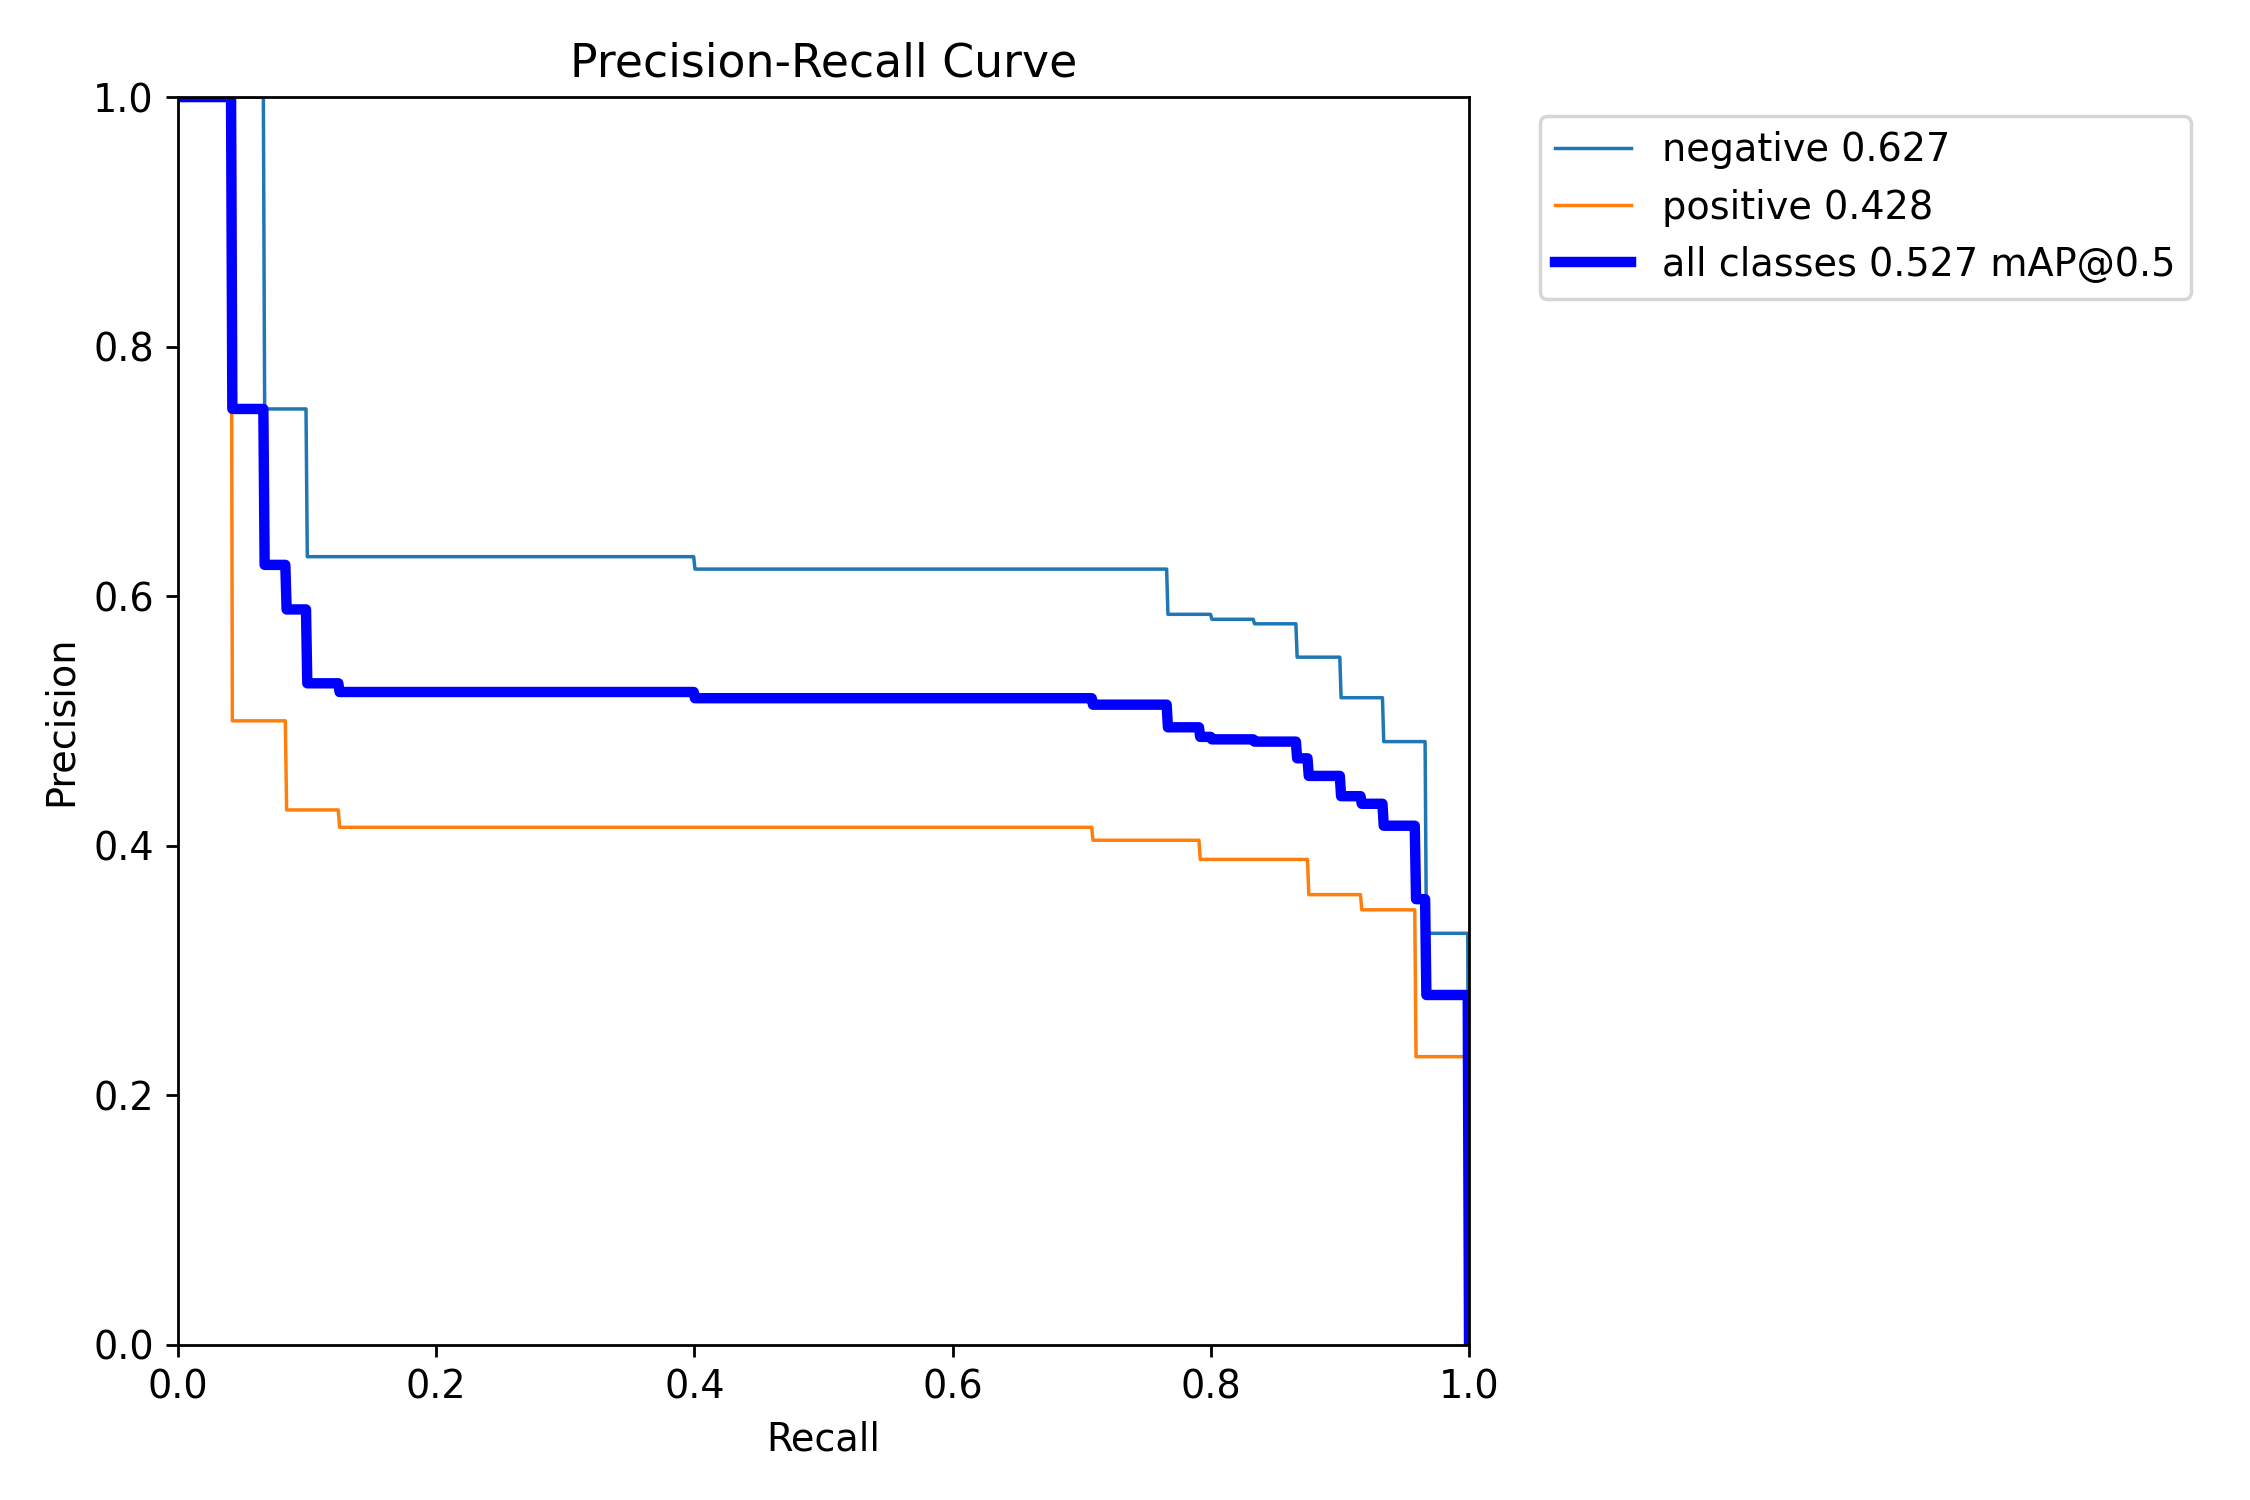 Precision-Recall Curve
1.0
0.8
0.6
0.4
0.2
0.0
Precision
0.0 0.2 0.4 0.6 0.8 1.0
Recall
negative 0.627
positive 0.428
all classes 0.527 mAP@0.5